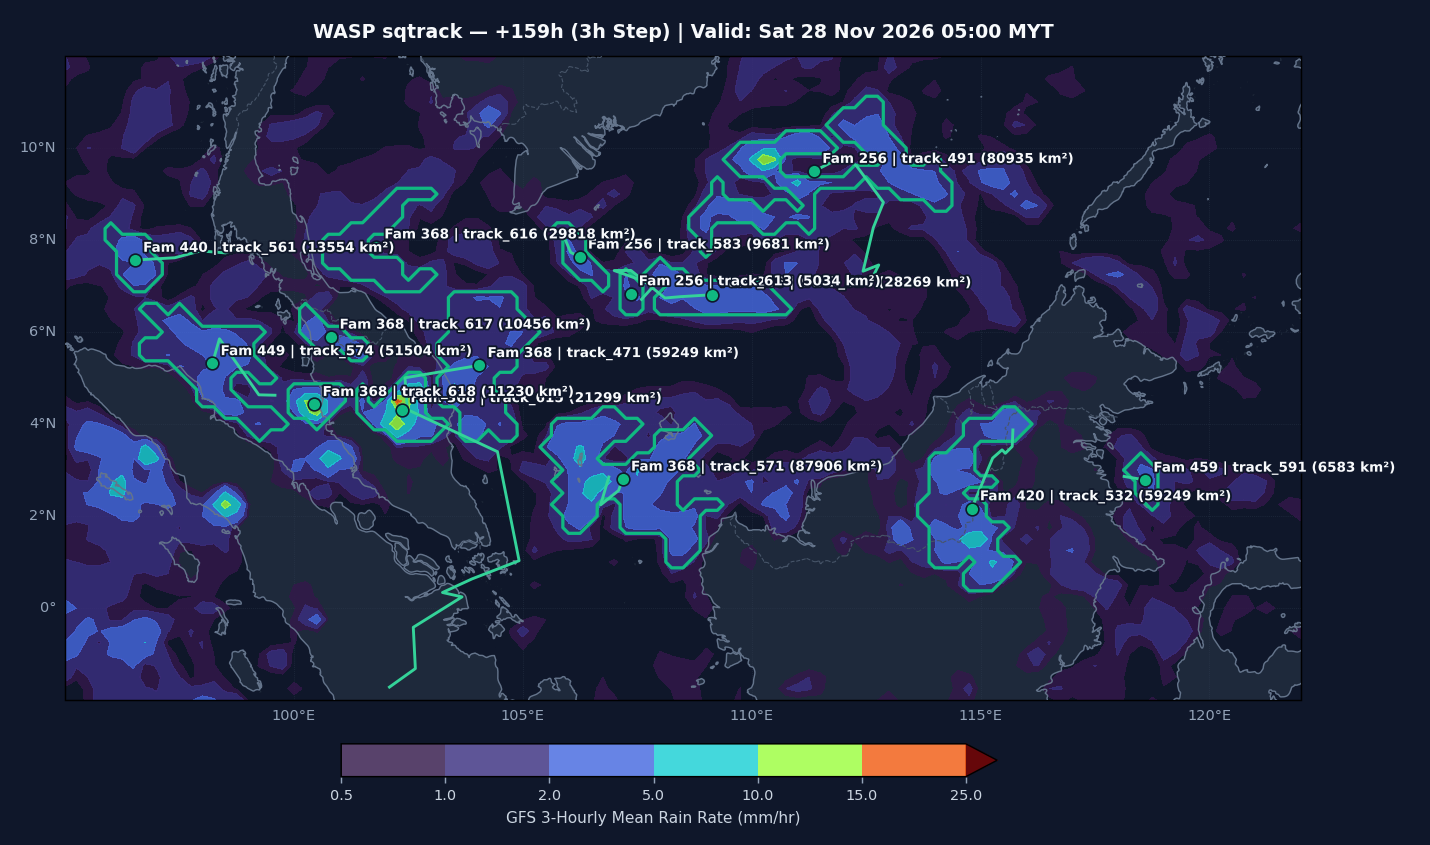 WASP sqtrack — +159h (3h Step) | Valid: Sat 28 Nov 2026 05:00 MYT
10°N
8°N
6°N
4°N
2°N
0°
Fam 256 | track_491 (80935 km²)
Fam 368 | track_616 (29818 km²)
Fam 256 | track_583 (9681 km²)
Fam 440 | track_561 (13554 km²)
Fam 256 | track_613 (5034 km²)
(28269 km²)
Fam 368 | track_617 (10456 km²)
Fam 449 | track_574 (51504 km²)
Fam 368 | track_471 (59249 km²)
Fam 368 | track_618 (11230 km²)
(21299 km²)
Fam 368 | track_571 (87906 km²)
Fam 459 | track_591 (6583 km²)
Fam 420 | track_532 (59249 km²)
100°E 105°E 110°E 115°E 120°E
0.5 1.0 2.0 5.0 10.0 15.0 25.0
GFS 3-Hourly Mean Rain Rate (mm/hr)